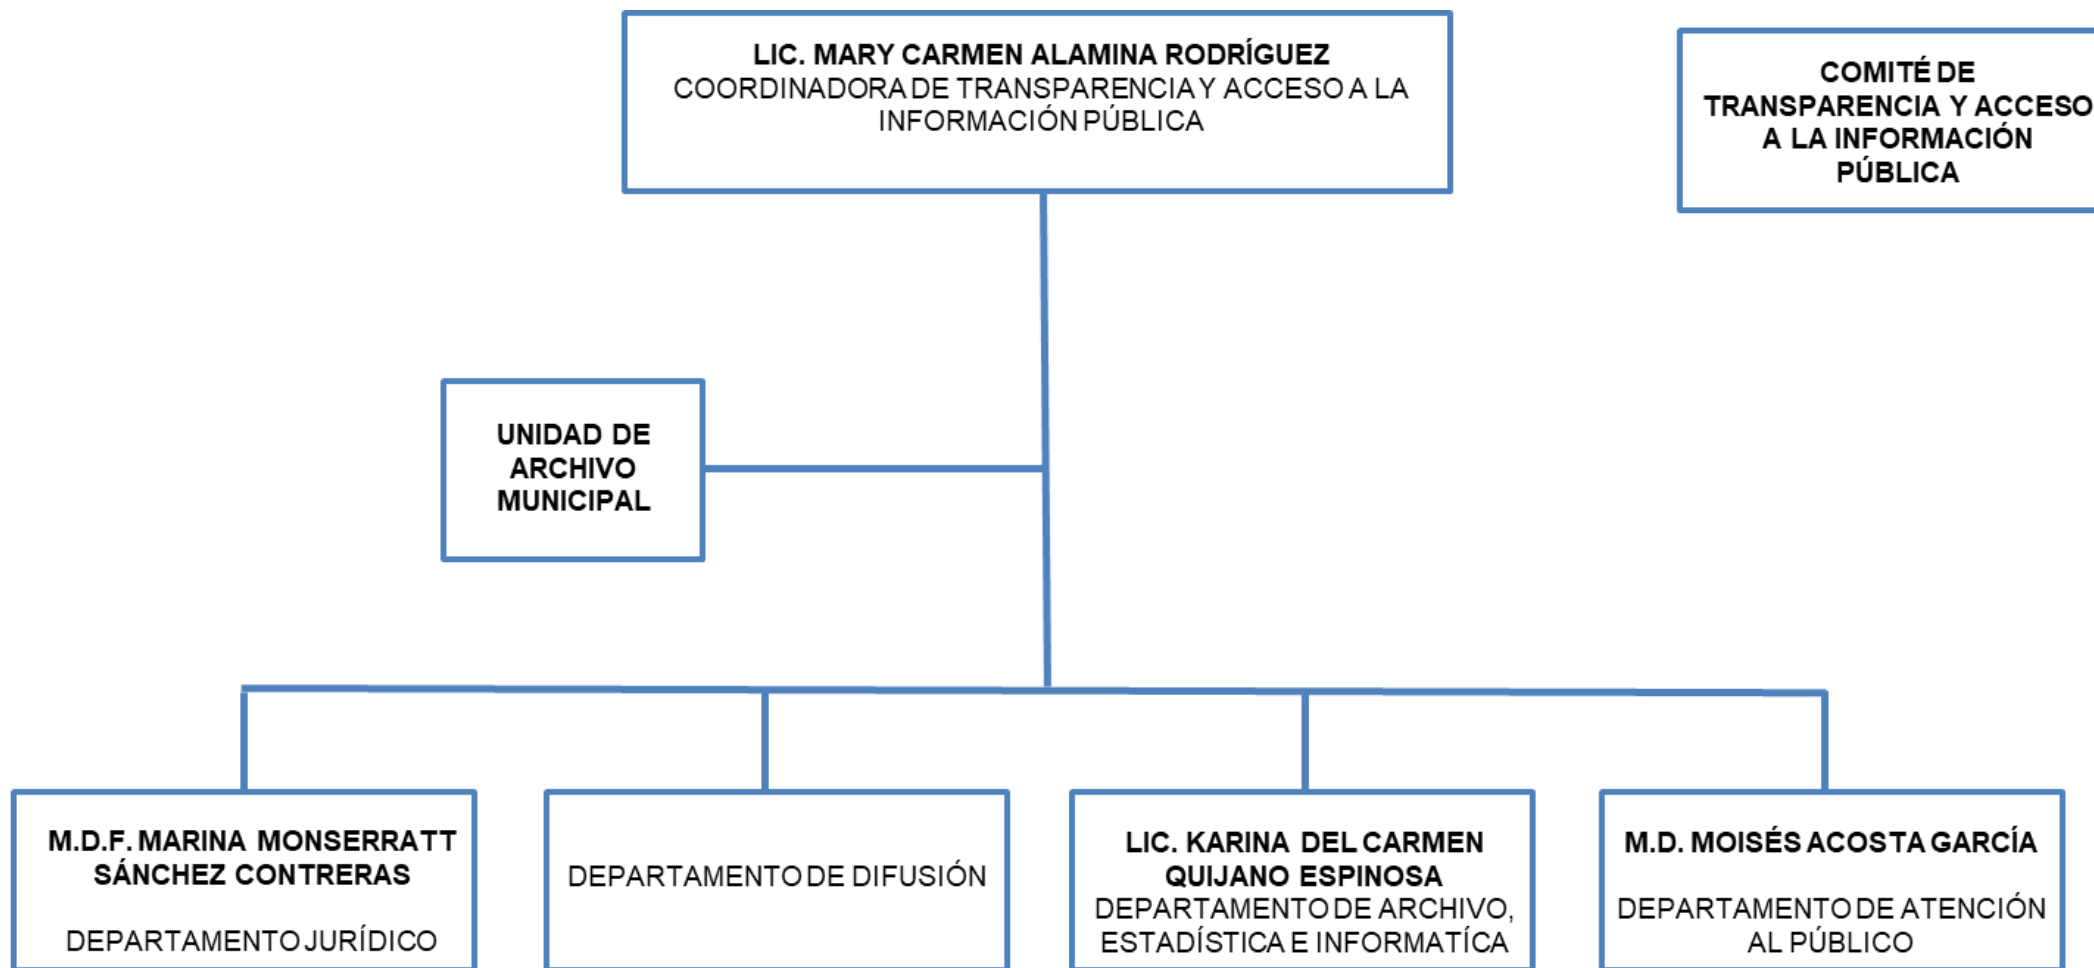 LIC. MARY CARMEN ALAMINA RODRÍGUEZ
COORDINADORA DE TRANSPARENCIA Y ACCESO A LA
INFORMACIÓN PÚBLICA
COMITÉ DE
TRANSPARENCIA Y ACCESO
A LA INFORMACIÓN
PÚBLICA
UNIDAD DE
ARCHIVO
MUNICIPAL
M.D.F. MARINA MONSERRATT
SÁNCHEZ CONTRERAS
DEPARTAMENTO JURÍDICO
DEPARTAMENTO DE DIFUSIÓN
LIC. KARINA DEL CARMEN
QUIJANO ESPINOSA
DEPARTAMENTO DE ARCHIVO,
ESTADÍSTICA E INFORMATÍCA
M.D. MOISÉS ACOSTA GARCÍA
DEPARTAMENTO DE ATENCIÓN
AL PÚBLICO